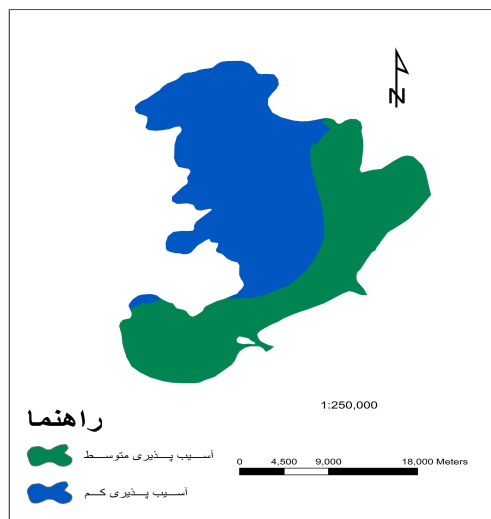 N
1:250,000
راهنما
آسیب پذیری متوسط
آسیب پذیری کم
0 4,500 9,000 18,000 Meters